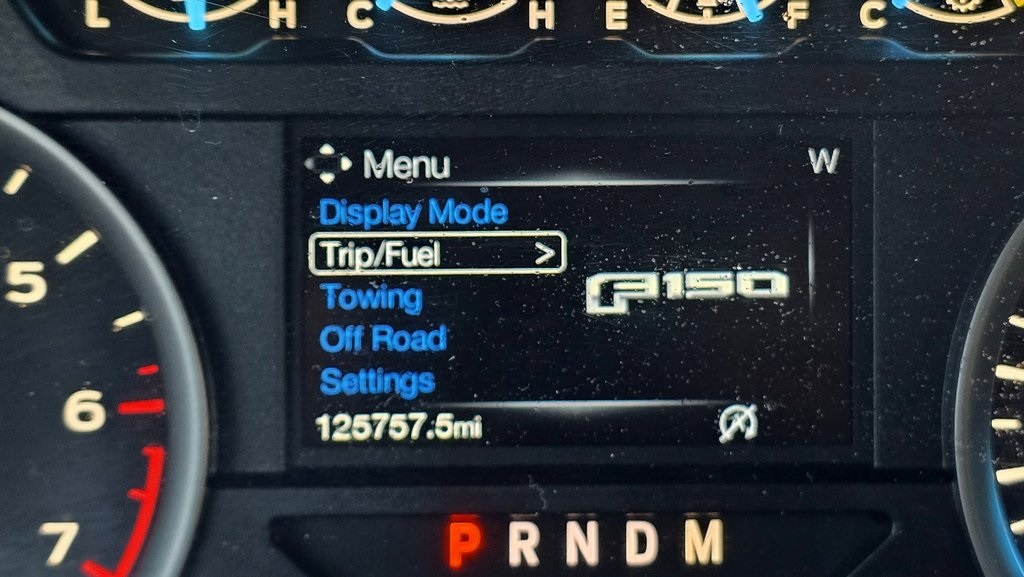 L H C H E F C
Menu W
Display Mode
Trip/Fuel >
Towing
F150
Off Road
Settings
125757.5mi
5
6
7
P R N D M